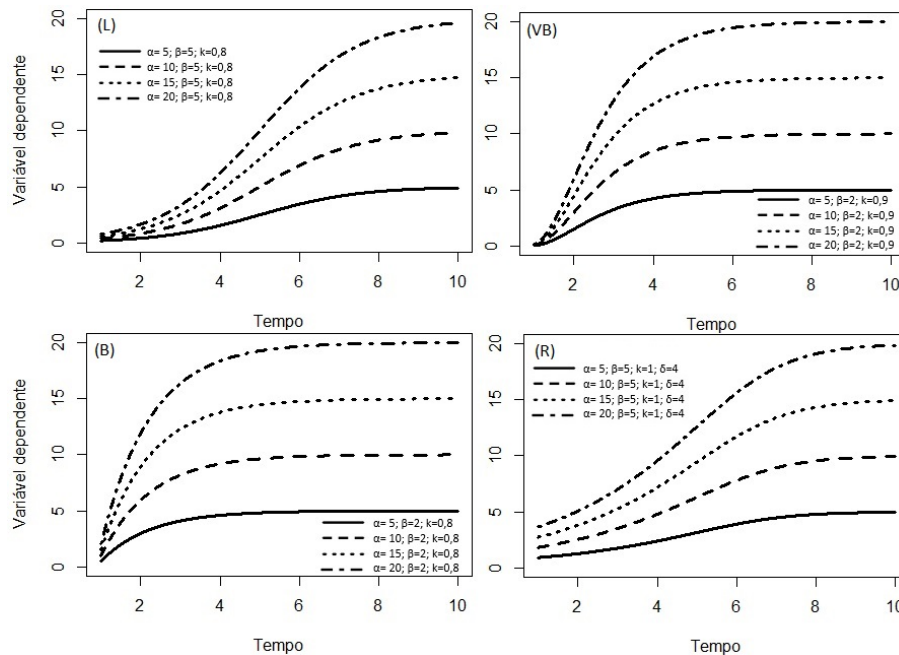 (L)
α= 5; β=5; k=0,8
α= 10; β=5; k=0,8
α= 15; β=5; k=0,8
α= 20; β=5; k=0,8
Variável dependente
20
15
10
5
0
2 4 6 8 10
Tempo
(VB)
α= 5; β=2; k=0,9
α= 10; β=2; k=0,9
α= 15; β=2; k=0,9
α= 20; β=2; k=0,9
20
15
10
5
0
2 4 6 8 10
Tempo
(B)
α= 5; β=2; k=0,8
α= 10; β=2; k=0,8
α= 15; β=2; k=0,8
α= 20; β=2; k=0,8
Variável dependente
20
15
10
5
0
2 4 6 8 10
Tempo
(R)
α= 5; β=5; k=1; δ=4
α= 10; β=5; k=1; δ=4
α= 15; β=5; k=1; δ=4
α= 20; β=5; k=1; δ=4
20
15
10
5
0
2 4 6 8 10
Tempo